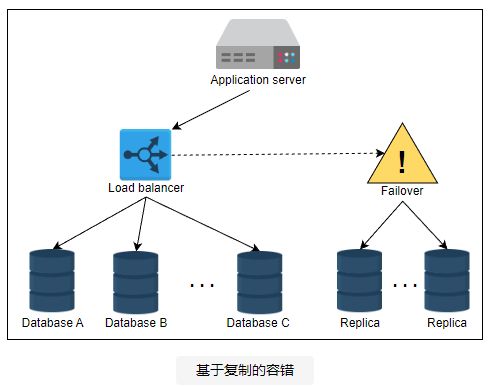 Application server
Load balancer
!
Failover
Database A
Database B
...
Database C
Replica
...
Replica
基于复制的容错